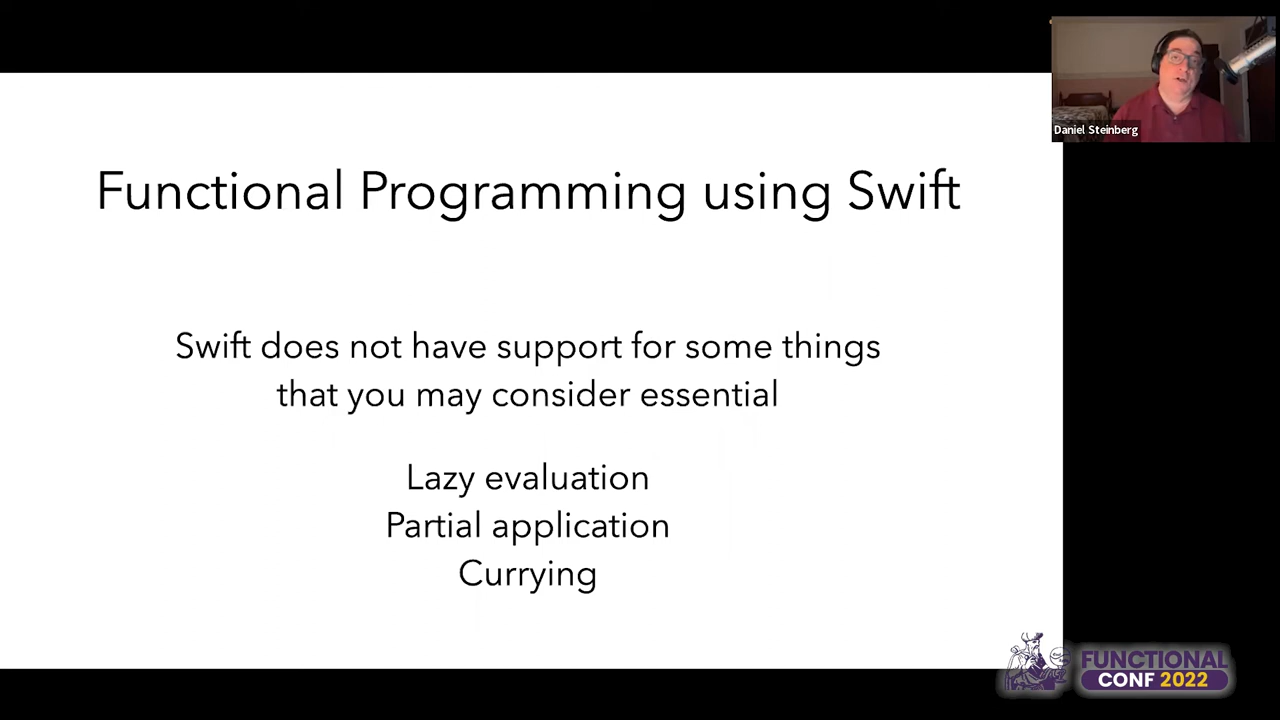 Functional Programming using Swift
Swift does not have support for some things
that you may consider essential
Lazy evaluation
Partial application
Currying
Daniel Steinberg
FUNCTIONAL
CONF 2022